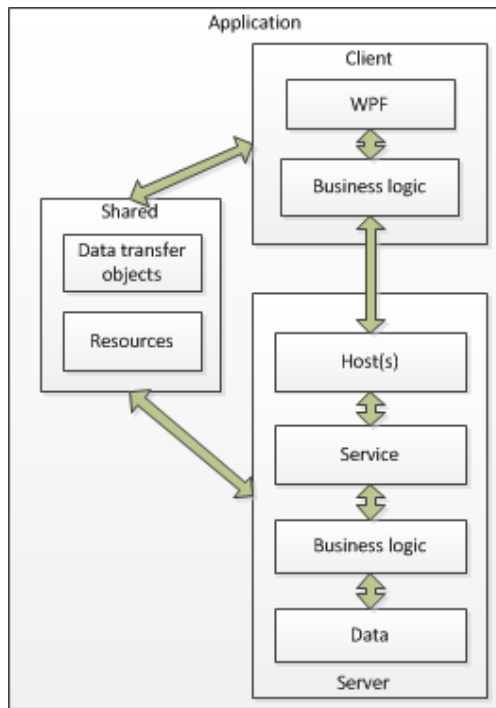 Application
Client
WPF
Business logic
Shared
Data transfer
objects
Resources
Host(s)
Service
Business logic
Data
Server